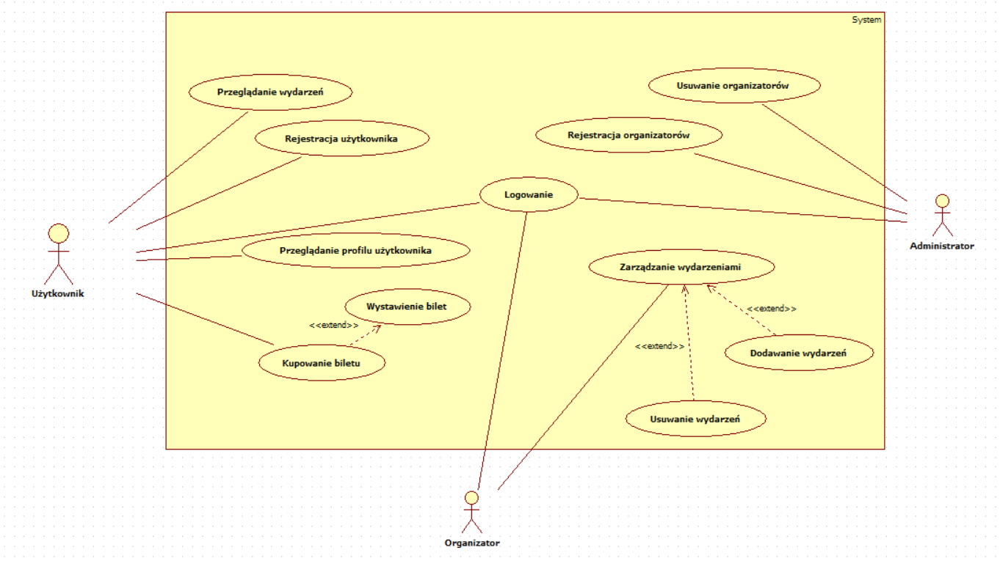 System
Przeglądanie wydarzeń
Usuwanie organizatorów
Rejestracja użytkownika
Rejestracja organizatorów
Logowanie
Administrator
Przeglądanie profilu użytkownika
Zarządzanie wydarzeniami
Użytkownik
Wystawienie bilet
<<extend>>
<<extend>>
<<extend>>
Dodawanie wydarzeń
Kupowanie biletu
Usuwanie wydarzeń
Organizator